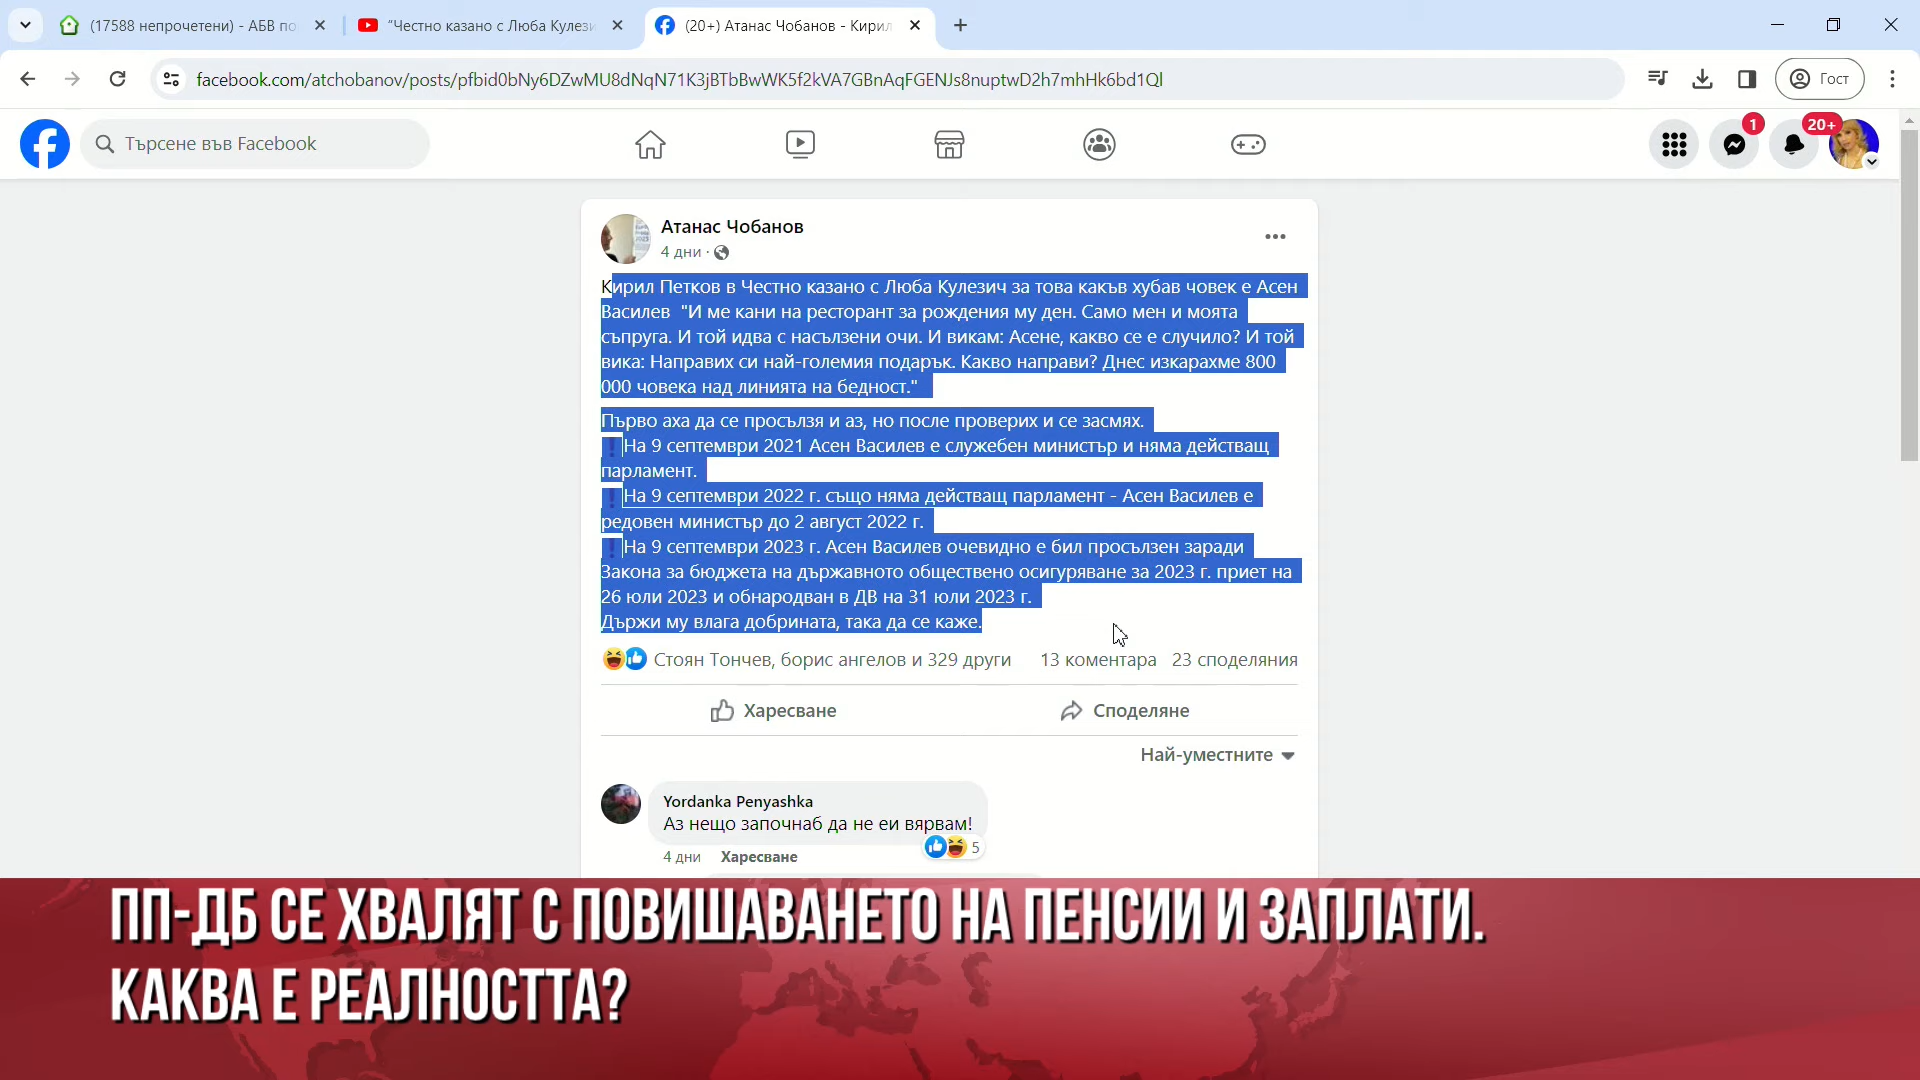 (17588 непрочетени) - АБВ по
"Честно казано с Люба Кулези
(20+) Атанас Чобанов - Кирил
facebook.com/atchobanov/posts/pfbid0bNy6DZwMU8dNqN71K3jBTbBwWK5f2kVA7GBnAqFGENJs8nuptwD2h7mhHk6bd1Ql
Гост
Търсене във Facebook
1
20+
Атанас Чобанов
4 дни ·
Кирил Петков в Честно казано с Люба Кулезич за това какъв хубав човек е Асен
Василев "И ме кани на ресторант за рождения му ден. Само мен и моята
съпруга. И той идва с насълзени очи. И викам: Асене, какво се е случило? И той
вика: Направих си най-големия подарък. Какво направи? Днес изкарахме 800
000 човека над линията на бедност."
Първо аха да се просълзя и аз, но после проверих и се засмях.
❗На 9 септември 2021 Асен Василев е служебен министър и няма действащ
парламент.
❗На 9 септември 2022 г. също няма действащ парламент - Асен Василев е
редовен министър до 2 август 2022 г.
❗На 9 септември 2023 г. Асен Василев очевидно е бил просълзен заради
Закона за бюджета на държавното обществено осигуряване за 2023 г. приет на
26 юли 2023 и обнародван в ДВ на 31 юли 2023 г.
Държи му влага добрината, така да се каже.
Стоян Тончев, борис ангелов и 329 други 13 коментара 23 споделяния
Харесване Споделяне
Най-уместните
Yordanka Penyashka
Аз нещо започнаб да не еи вярвам!
5
4 дни Харесване
ПП-ДБ СЕ ХВАЛЯТ С ПОВИШАВАНЕТО НА ПЕНСИИ И ЗАПЛАТИ.
КАКВА Е РЕАЛНОСТТА?